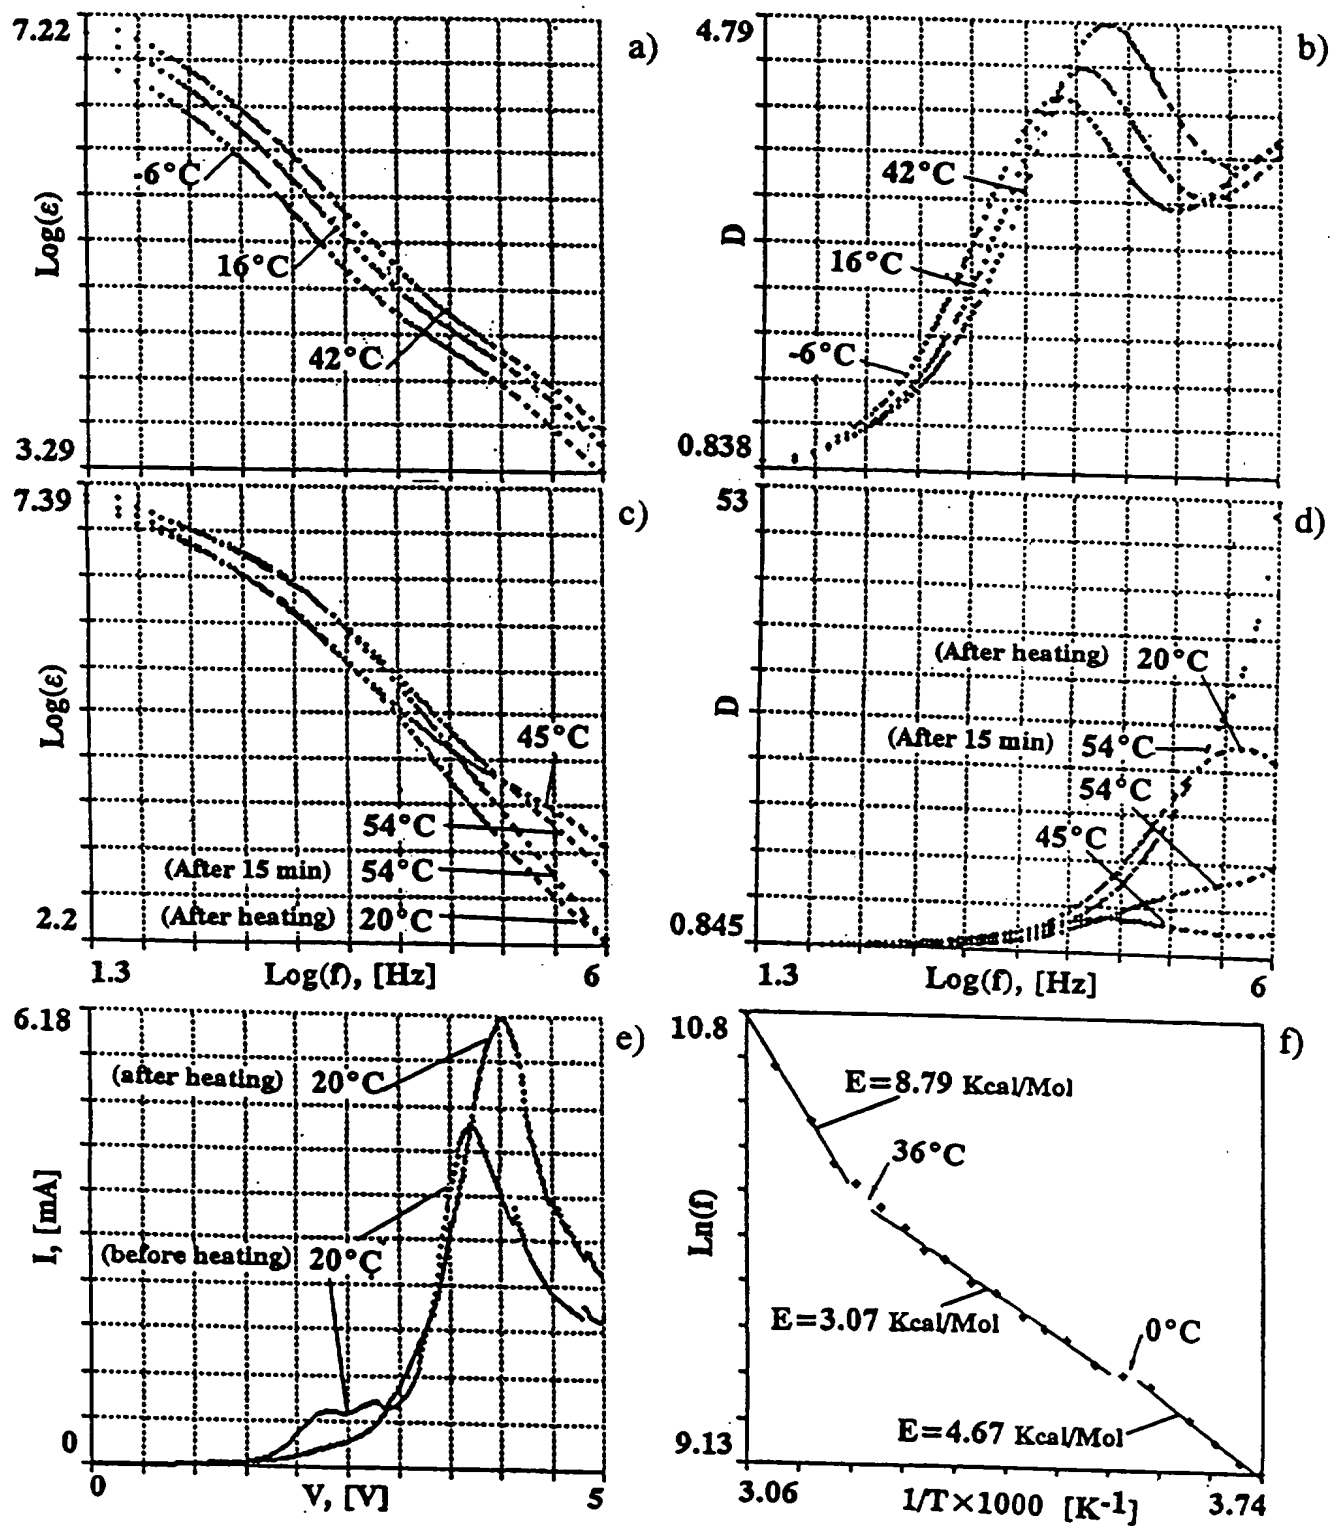 7.22
a)
Log(ε)
-6°C
16°C
42°C
3.29
4.79
b)
D
42°C
16°C
-6°C
0.838
7.39
c)
Log(ε)
45°C
54°C
(After 15 min) 54°C
(After heating) 20°C
2.2
1.3
Log(f), [Hz]
6
53
d)
D
(After heating) 20°C
(After 15 min) 54°C
54°C
45°C
0.845
1.3
Log(f), [Hz]
6
6.18
e)
I, [mA]
(after heating) 20°C
(before heating) 20°C
0
0
V, [V]
5
10.8
f)
Ln(f)
E=8.79 Kcal/Mol
36°C
E=3.07 Kcal/Mol
0°C
E=4.67 Kcal/Mol
9.13
3.06
1/T×1000 [K-1]
3.74